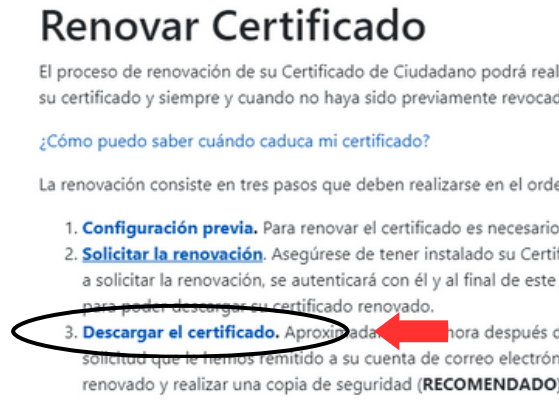 Renovar Certificado
El proceso de renovación de su Certificado de Ciudadano podrá real
su certificado y siempre y cuando no haya sido previamente revocad
¿Cómo puedo saber cuándo caduca mi certificado?
La renovación consiste en tres pasos que deben realizarse en el orde
1. Configuración previa. Para renovar el certificado es necesario
2. Solicitar la renovación. Asegúrese de tener instalado su Certif
a solicitar la renovación, se autenticará con él y al final de este
para poder descargar su certificado renovado.
3. Descargar el certificado. hora después d
solicitud que le hemos remitido a su cuenta de correo electrón
renovado y realizar una copia de seguridad (RECOMENDADO)